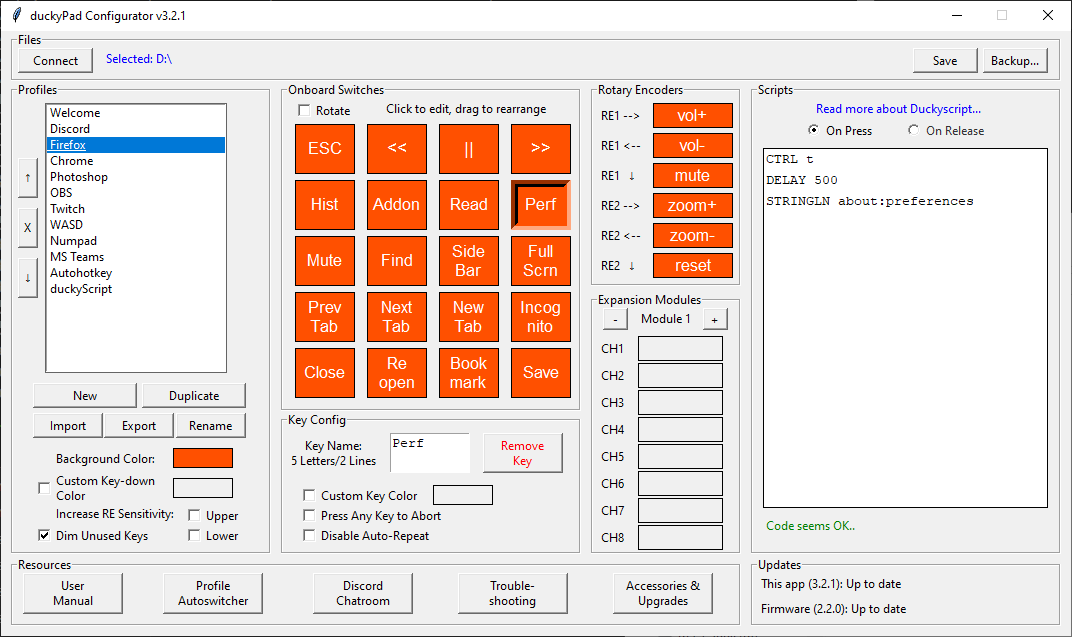 duckyPad Configurator v3.2.1
Files
Connect
Selected: D:\
Save
Backup...
Profiles
Welcome
Discord
Firefox
Chrome
Photoshop
OBS
Twitch
WASD
Numpad
MS Teams
Autohotkey
duckyScript
↑
X
↓
New
Duplicate
Import
Export
Rename
Background Color:
Custom Key-down
Color
Increase RE Sensitivity:
Upper
Dim Unused Keys
Lower
Onboard Switches
Rotate
Click to edit, drag to rearrange
ESC
<<
||
>>
Hist
Addon
Read
Perf
Mute
Find
Side
Bar
Full
Scrn
Prev
Tab
Next
Tab
New
Tab
Incog
nito
Close
Re
open
Book
mark
Save
Key Config
Key Name:
5 Letters/2 Lines
Perf
Remove
Key
Custom Key Color
Press Any Key to Abort
Disable Auto-Repeat
Rotary Encoders
RE1 -->
vol+
RE1 <--
vol-
RE1 ↓
mute
RE2 -->
zoom+
RE2 <--
zoom-
RE2 ↓
reset
Expansion Modules
-
Module 1
+
CH1
CH2
CH3
CH4
CH5
CH6
CH7
CH8
Scripts
Read more about Duckyscript...
On Press
On Release
CTRL t
DELAY 500
STRINGLN about:preferences
Code seems OK..
Resources
User
Manual
Profile
Autoswitcher
Discord
Chatroom
Trouble-
shooting
Accessories &
Upgrades
Updates
This app (3.2.1): Up to date
Firmware (2.2.0): Up to date